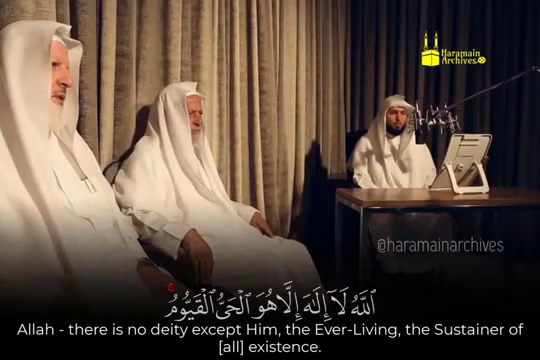 Haramain
Archives
@haramainarchives
ٱللَّهُ لَآ إِلَـٰهَ إِلَّا هُوَ ٱلْحَىُّ ٱلْقَيُّومُ ۚ
Allah - there is no deity except Him, the Ever-Living, the Sustainer of
[all] existence.